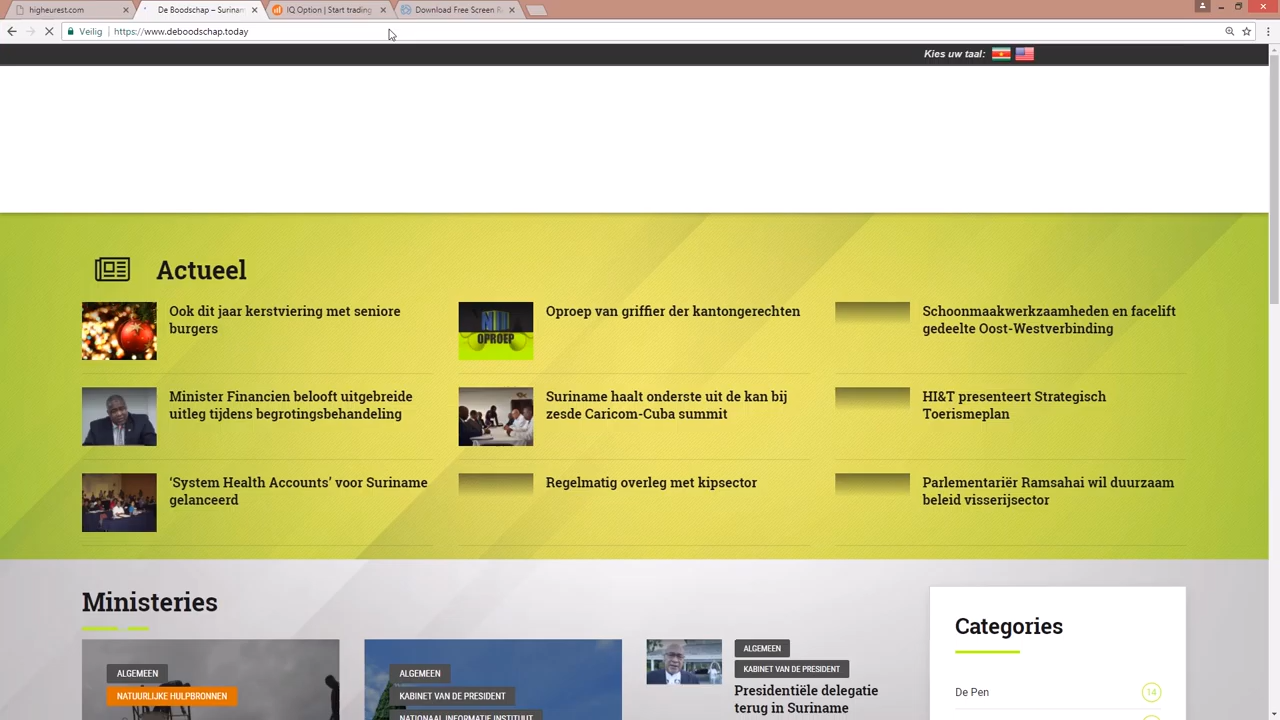 higheurest.com
De Boodschap – Surinam
IQ Option | Start trading
Download Free Screen R
Veilig
https://www.deboodschap.today
Kies uw taal:
Actueel
Ook dit jaar kerstviering met seniore
burgers
OPROEP
Oproep van griffier der kantongerechten
Schoonmaakwerkzaamheden en facelift
gedeelte Oost-Westverbinding
Minister Financien belooft uitgebreide
uitleg tijdens begrotingsbehandeling
Suriname haalt onderste uit de kan bij
zesde Caricom-Cuba summit
HI&T presenteert Strategisch
Toerismeplan
‘System Health Accounts’ voor Suriname
gelanceerd
Regelmatig overleg met kipsector
Parlementariër Ramsahai wil duurzaam
beleid visserijsector
Ministeries
ALGEMEEN
NATUURLIJKE HULPBRONNEN
ALGEMEEN
KABINET VAN DE PRESIDENT
NATIONAAL INFORMATIE INSTITUUT
ALGEMEEN
KABINET VAN DE PRESIDENT
Presidentiële delegatie
terug in Suriname
Categories
De Pen
14